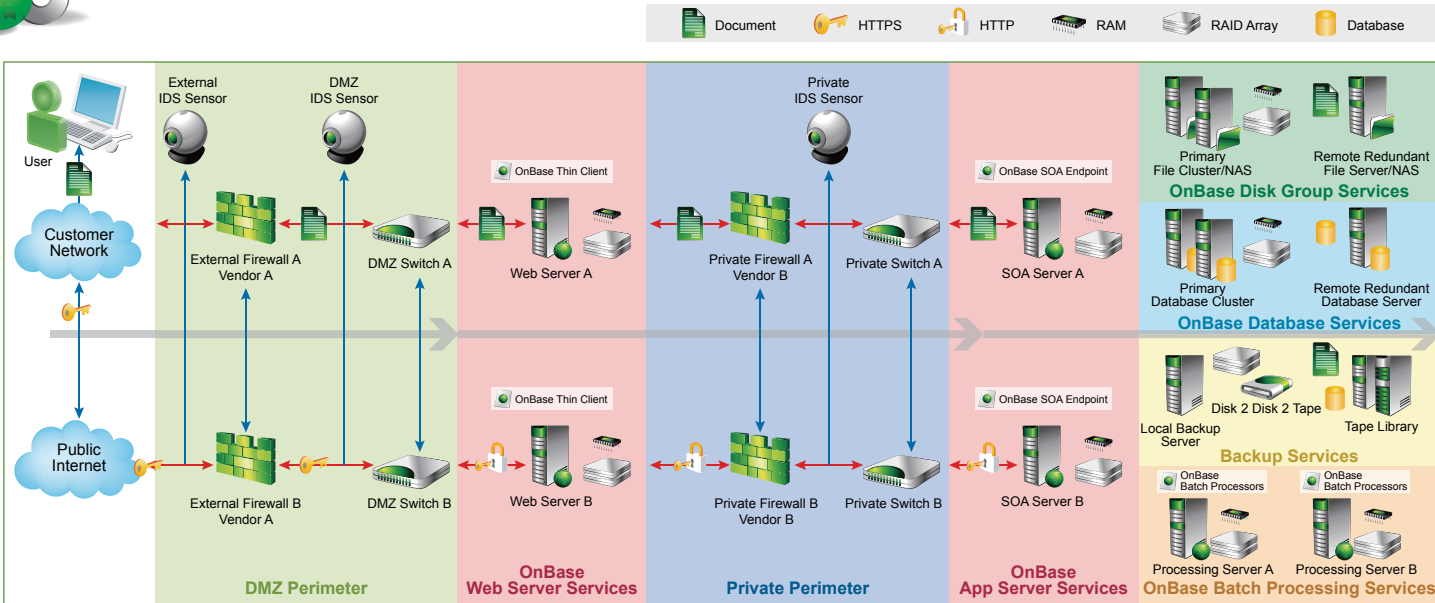 Document
HTTPS
HTTP
RAM
RAID Array
Database
User
Customer
Network
Public
Internet
External
IDS Sensor
DMZ
IDS Sensor
External Firewall A
Vendor A
DMZ Switch A
External Firewall B
Vendor A
DMZ Switch B
DMZ Perimeter
OnBase Thin Client
Web Server A
OnBase Thin Client
Web Server B
OnBase
Web Server Services
Private
IDS Sensor
Private Firewall A
Vendor B
Private Switch A
Private Firewall B
Vendor B
Private Switch B
Private Perimeter
OnBase SOA Endpoint
SOA Server A
OnBase SOA Endpoint
SOA Server B
OnBase
App Server Services
Primary
File Cluster/NAS
Remote Redundant
File Server/NAS
OnBase Disk Group Services
Primary
Database Cluster
Remote Redundant
Database Server
OnBase Database Services
Local Backup
Server
Disk 2 Disk 2 Tape
Tape Library
Backup Services
OnBase
Batch Processors
OnBase
Batch Processors
Processing Server A
Processing Server B
OnBase Batch Processing Services